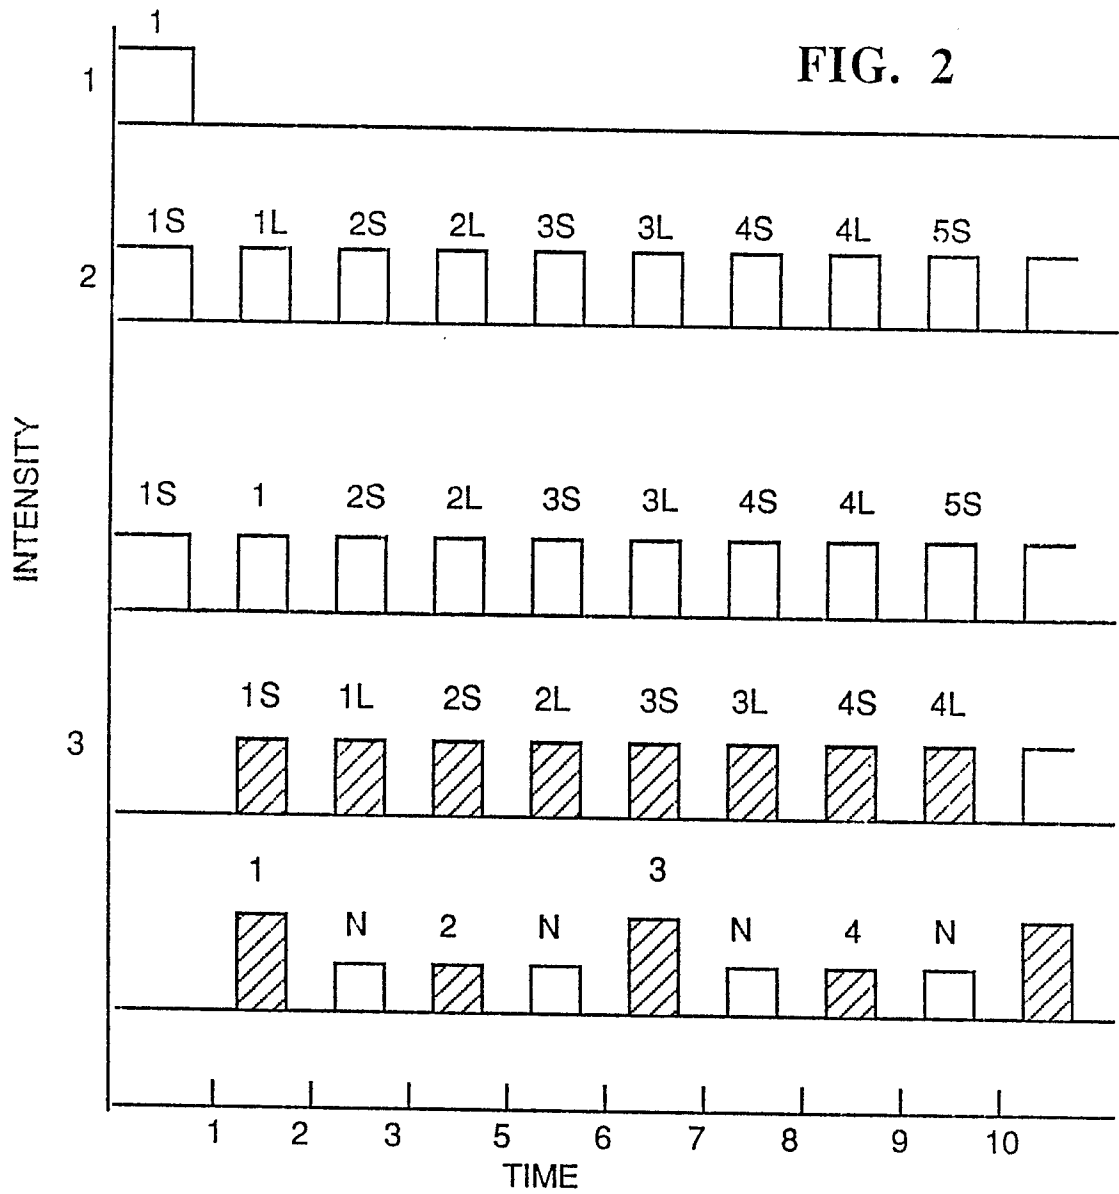 FIG. 2
1
1
1S 1L 2S 2L 3S 3L 4S 4L 5S
2
INTENSITY
1S 1 2S 2L 3S 3L 4S 4L 5S
1S 1L 2S 2L 3S 3L 4S 4L
3
1 3
N 2 N N 4 N
1 2 3 5 6 7 8 9 10
TIME